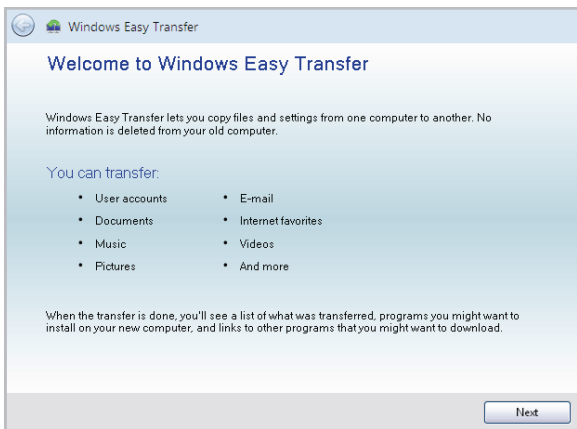 Windows Easy Transfer
Welcome to Windows Easy Transfer
Windows Easy Transfer lets you copy files and settings from one computer to another. No
information is deleted from your old computer.
You can transfer:
• User accounts • E-mail
• Documents • Internet favorites
• Music • Videos
• Pictures • And more
When the transfer is done, you'll see a list of what was transferred, programs you might want to
install on your new computer, and links to other programs that you might want to download.
Next